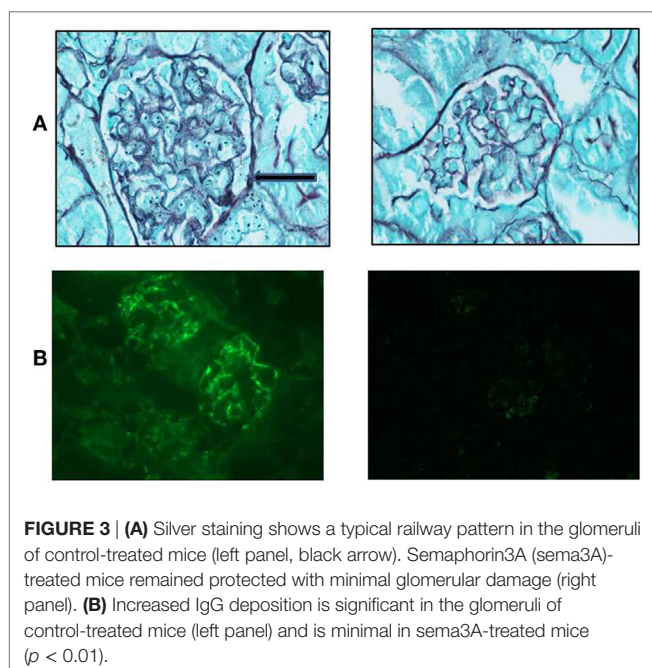 A
B
FIGURE 3 | (A) Silver staining shows a typical railway pattern in the glomeruli
of control-treated mice (left panel, black arrow). Semaphorin3A (sema3A)-
treated mice remained protected with minimal glomerular damage (right
panel). (B) Increased IgG deposition is significant in the glomeruli of
control-treated mice (left panel) and is minimal in sema3A-treated mice
(p < 0.01).